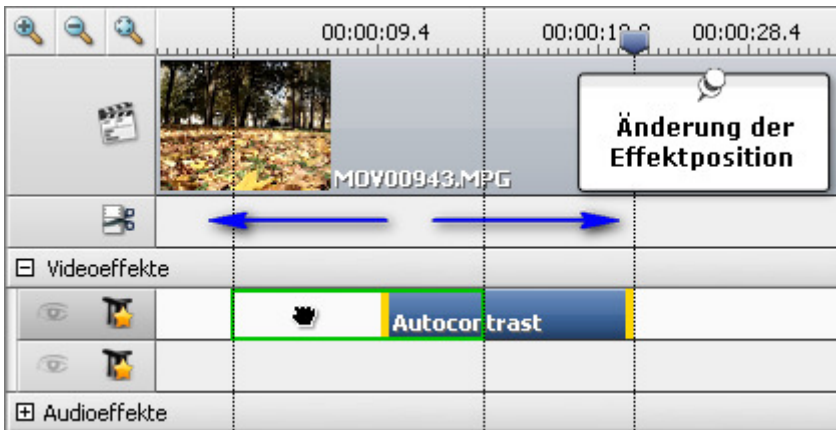 00:00:09.4
00:00:28.4
MOV00943.MPG
Änderung der
Effektposition
Videoeffekte
Autocontrast
Audioeffekte